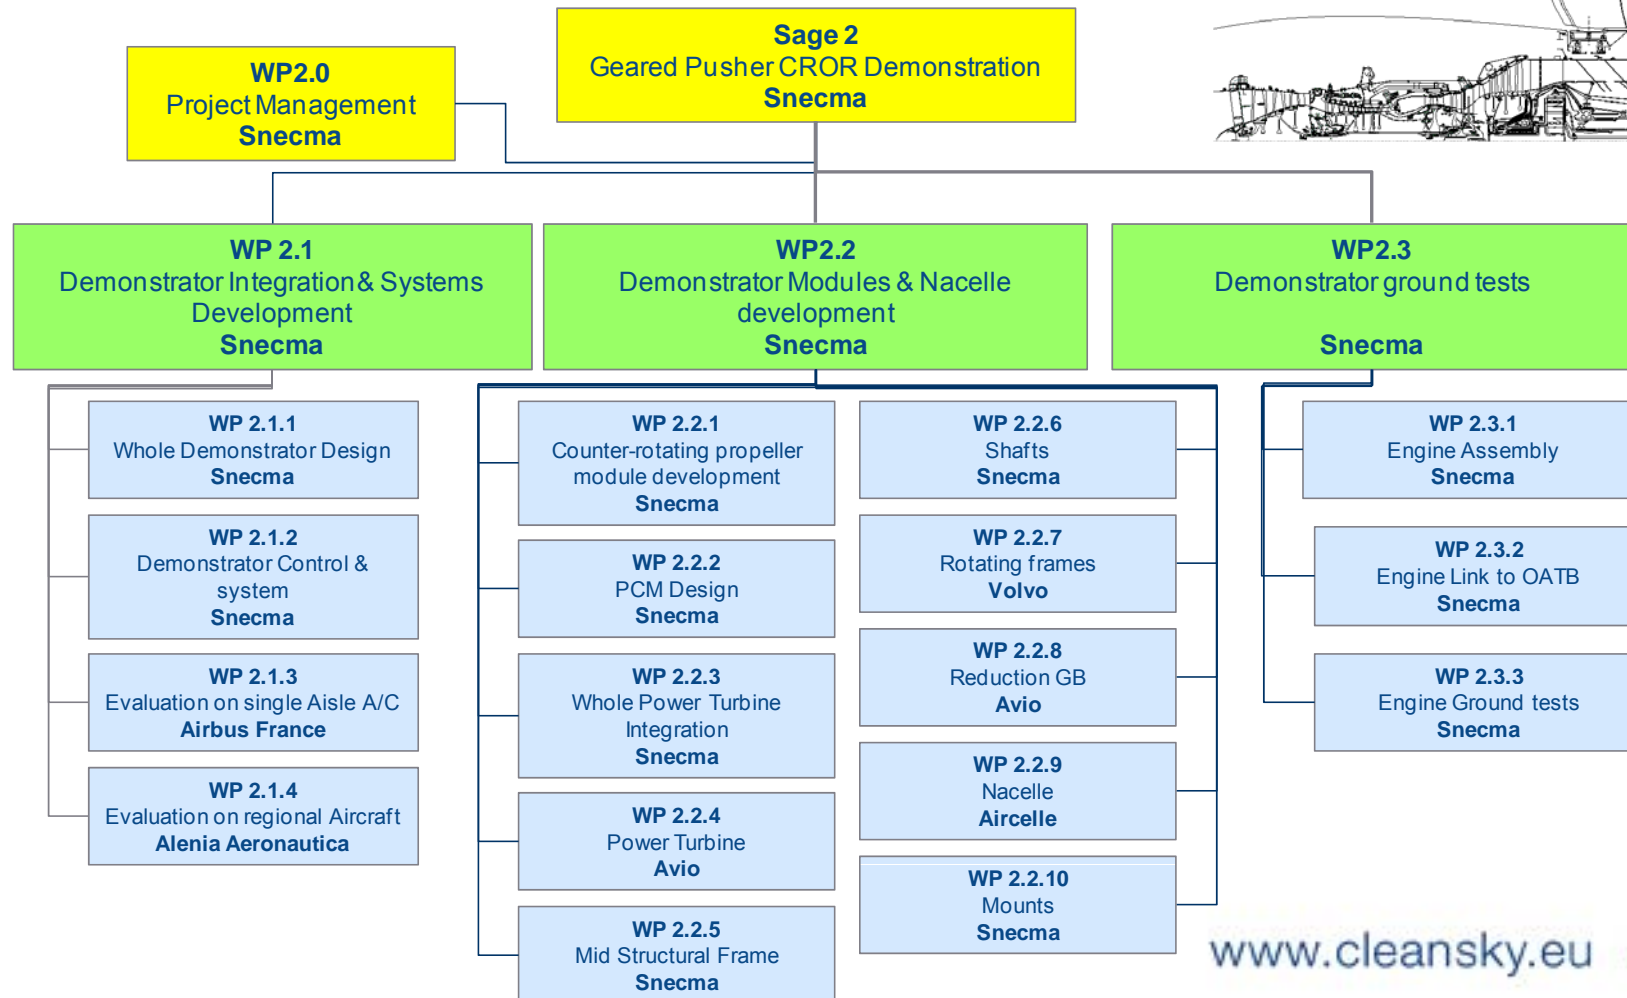 Sage 2
Geared Pusher CROR Demonstration
Snecma
WP2.0
Project Management
Snecma
WP 2.1
Demonstrator Integration & Systems
Development
Snecma
WP2.2
Demonstrator Modules & Nacelle
development
Snecma
WP2.3
Demonstrator ground tests
Snecma
WP 2.1.1
Whole Demonstrator Design
Snecma
WP 2.1.2
Demonstrator Control &
system
Snecma
WP 2.1.3
Evaluation on single Aisle A/C
Airbus France
WP 2.1.4
Evaluation on regional Aircraft
Alenia Aeronautica
WP 2.2.1
Counter-rotating propeller
module development
Snecma
WP 2.2.2
PCM Design
Snecma
WP 2.2.3
Whole Power Turbine
Integration
Snecma
WP 2.2.4
Power Turbine
Avio
WP 2.2.5
Mid Structural Frame
Snecma
WP 2.2.6
Shafts
Snecma
WP 2.2.7
Rotating frames
Volvo
WP 2.2.8
Reduction GB
Avio
WP 2.2.9
Nacelle
Aircelle
WP 2.2.10
Mounts
Snecma
WP 2.3.1
Engine Assembly
Snecma
WP 2.3.2
Engine Link to OATB
Snecma
WP 2.3.3
Engine Ground tests
Snecma
www.cleansky.eu